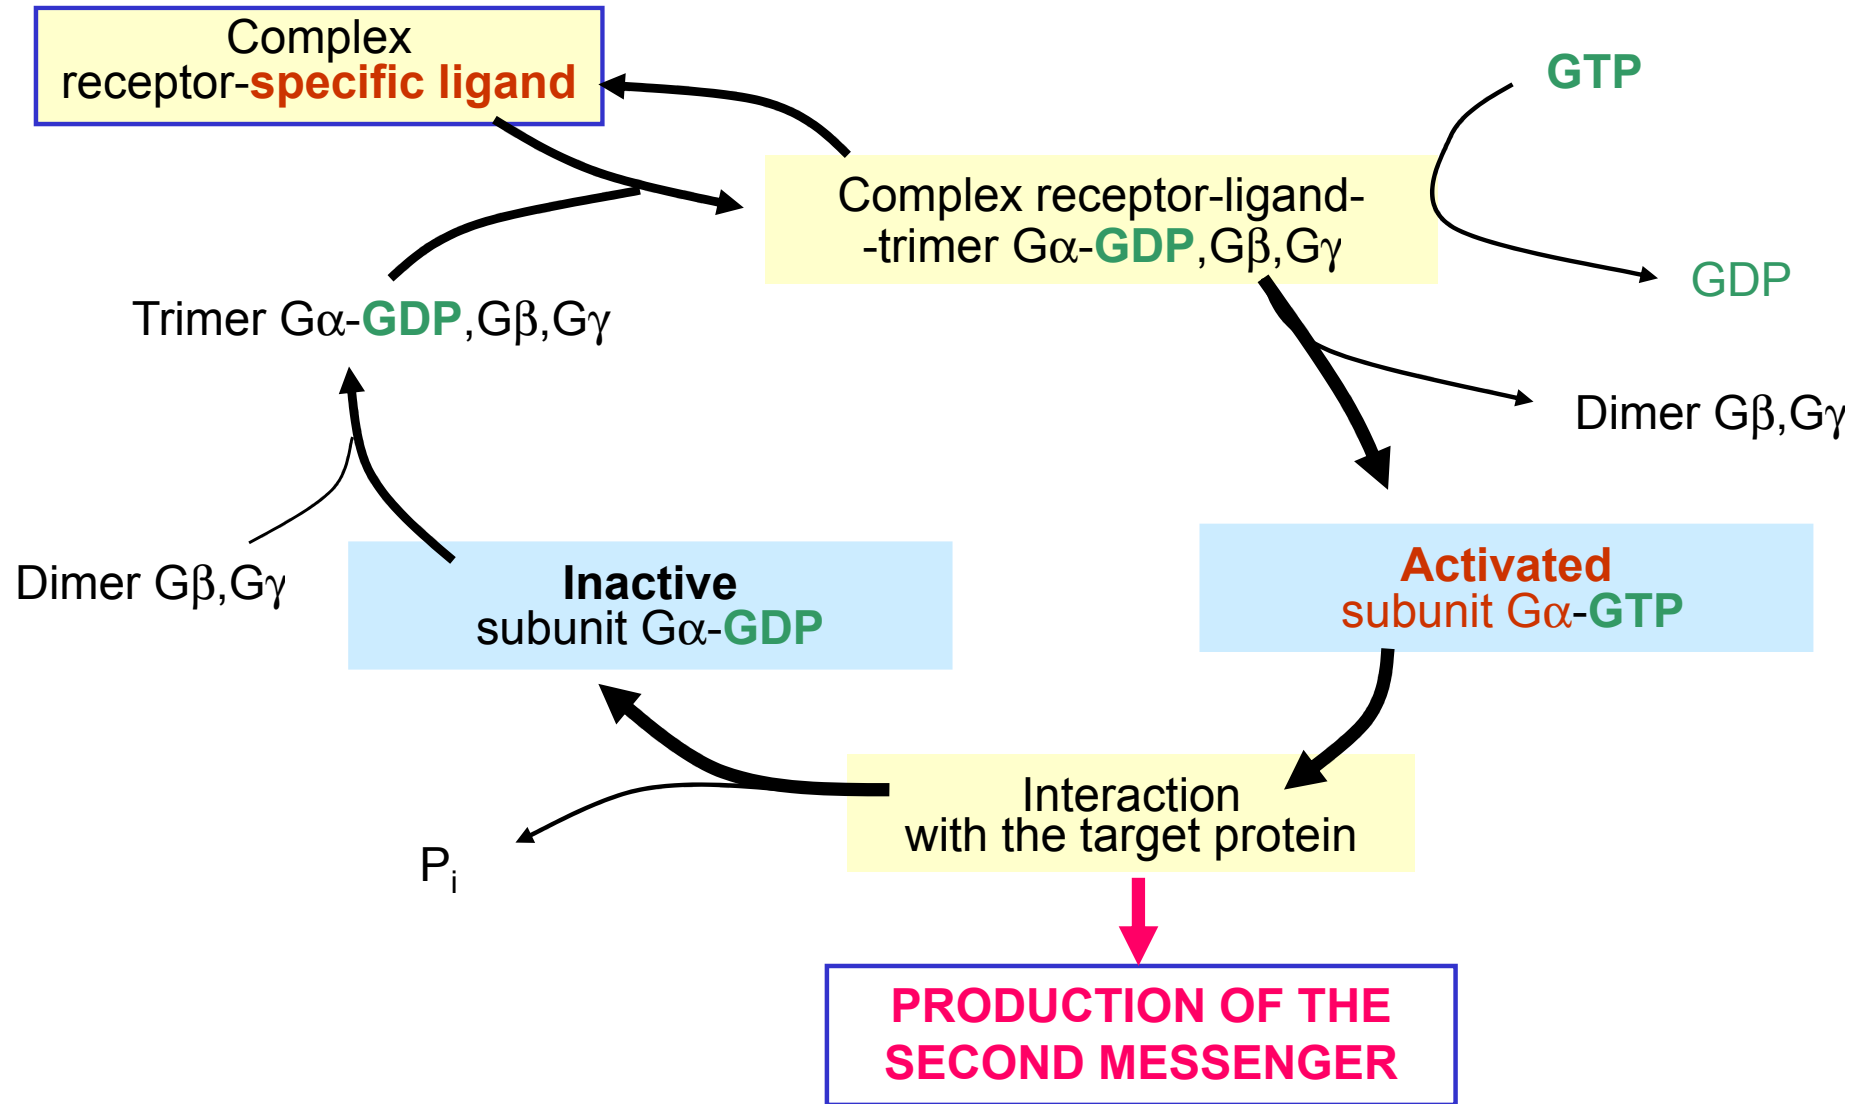 Complex
receptor-specific ligand
GTP
Complex receptor-ligand-
-trimer Gα-GDP,Gβ,Gγ
GDP
Trimer Gα-GDP,Gβ,Gγ
Dimer Gβ,Gγ
Activated
subunit Gα-GTP
Inactive
subunit Gα-GDP
Dimer Gβ,Gγ
Interaction
with the target protein
Pi
PRODUCTION OF THE
SECOND MESSENGER